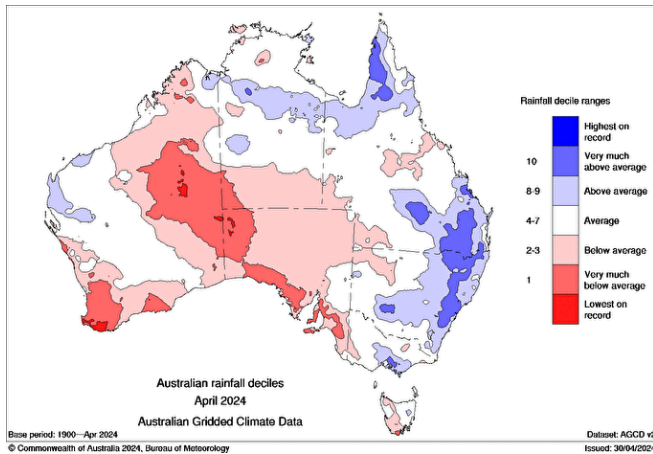 Rainfall decile ranges
Highest on
record
10
Very much
above average
8-9
Above average
4-7
Average
2-3
Below average
1
Very much
below average
Lowest on
record
Australian rainfall deciles
April 2024
Australian Gridded Climate Data
Base period: 1900—Apr 2024
Dataset: AGCD v2
© Commonwealth of Australia 2024, Bureau of Meteorology
Issued: 30/04/2024